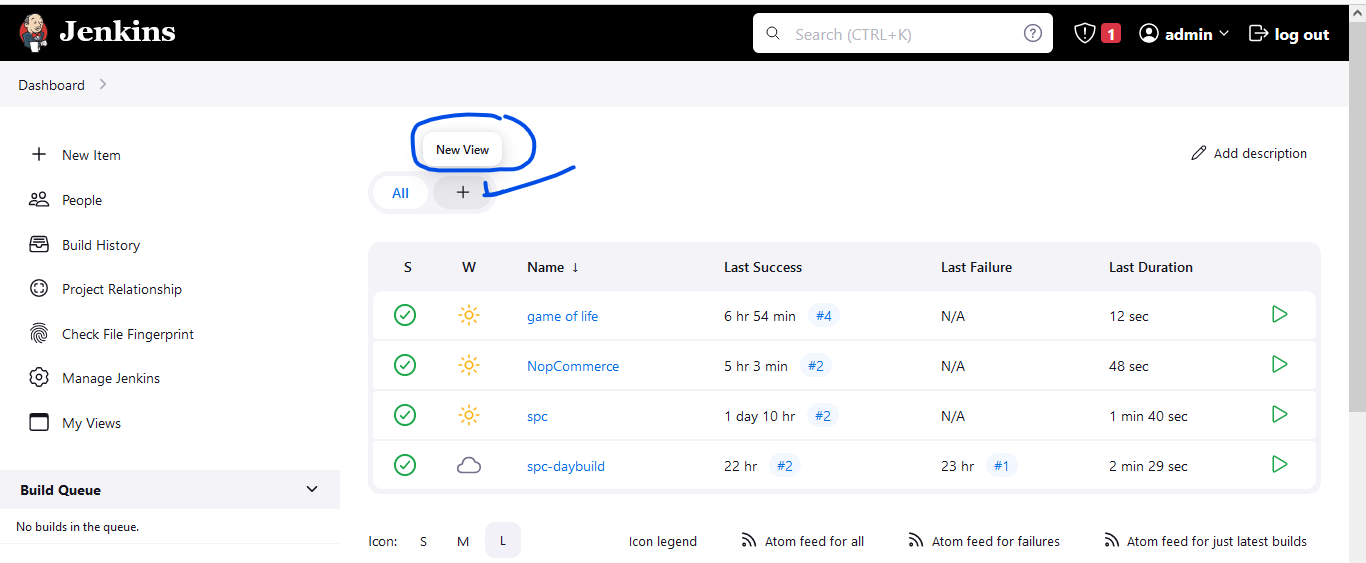 Jenkins
Search (CTRL+K)
1
admin
log out
Dashboard
New Item
People
Build History
Project Relationship
Check File Fingerprint
Manage Jenkins
My Views
Build Queue
No builds in the queue.
New View
Add description
All +
S W Name ↓ Last Success Last Failure Last Duration
game of life 6 hr 54 min #4 N/A 12 sec
NopCommerce 5 hr 3 min #2 N/A 48 sec
spc 1 day 10 hr #2 N/A 1 min 40 sec
spc-daybuild 22 hr #2 23 hr #1 2 min 29 sec
Icon: S M L Icon legend Atom feed for all Atom feed for failures Atom feed for just latest builds